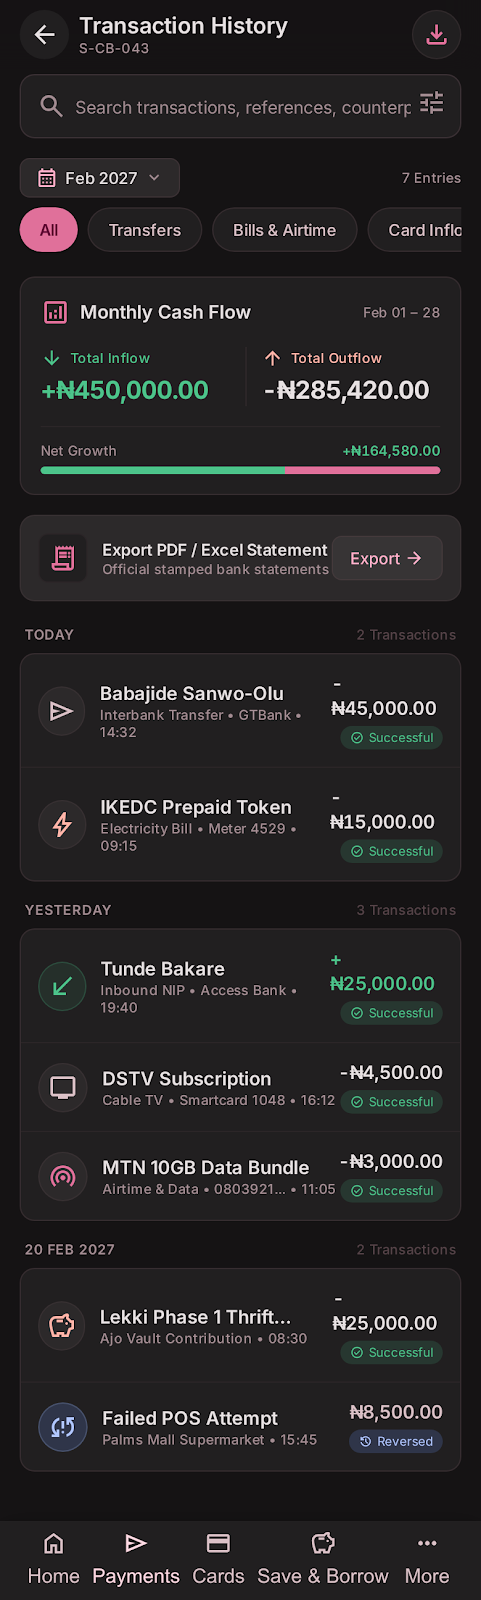 Transaction History
S-CB-043
Search transactions, references, counterp
Feb 2027
7 Entries
All
Transfers
Bills & Airtime
Card Inflo
Monthly Cash Flow
Feb 01 – 28
Total Inflow
Total Outflow
+₦450,000.00
-₦285,420.00
Net Growth
+₦164,580.00
Export PDF / Excel Statement
Official stamped bank statements
Export →
TODAY
2 Transactions
Babajide Sanwo-Olu
Interbank Transfer • GTBank •
14:32
-
₦45,000.00
Successful
IKEDC Prepaid Token
Electricity Bill • Meter 4529 •
09:15
-
₦15,000.00
Successful
YESTERDAY
3 Transactions
Tunde Bakare
Inbound NIP • Access Bank •
19:40
+
₦25,000.00
Successful
DSTV Subscription
Cable TV • Smartcard 1048 • 16:12
-₦4,500.00
Successful
MTN 10GB Data Bundle
Airtime & Data • 0803921... • 11:05
-₦3,000.00
Successful
20 FEB 2027
2 Transactions
Lekki Phase 1 Thrift...
Ajo Vault Contribution • 08:30
-
₦25,000.00
Successful
Failed POS Attempt
Palms Mall Supermarket • 15:45
₦8,500.00
Reversed
Home
Payments
Cards
Save & Borrow
More